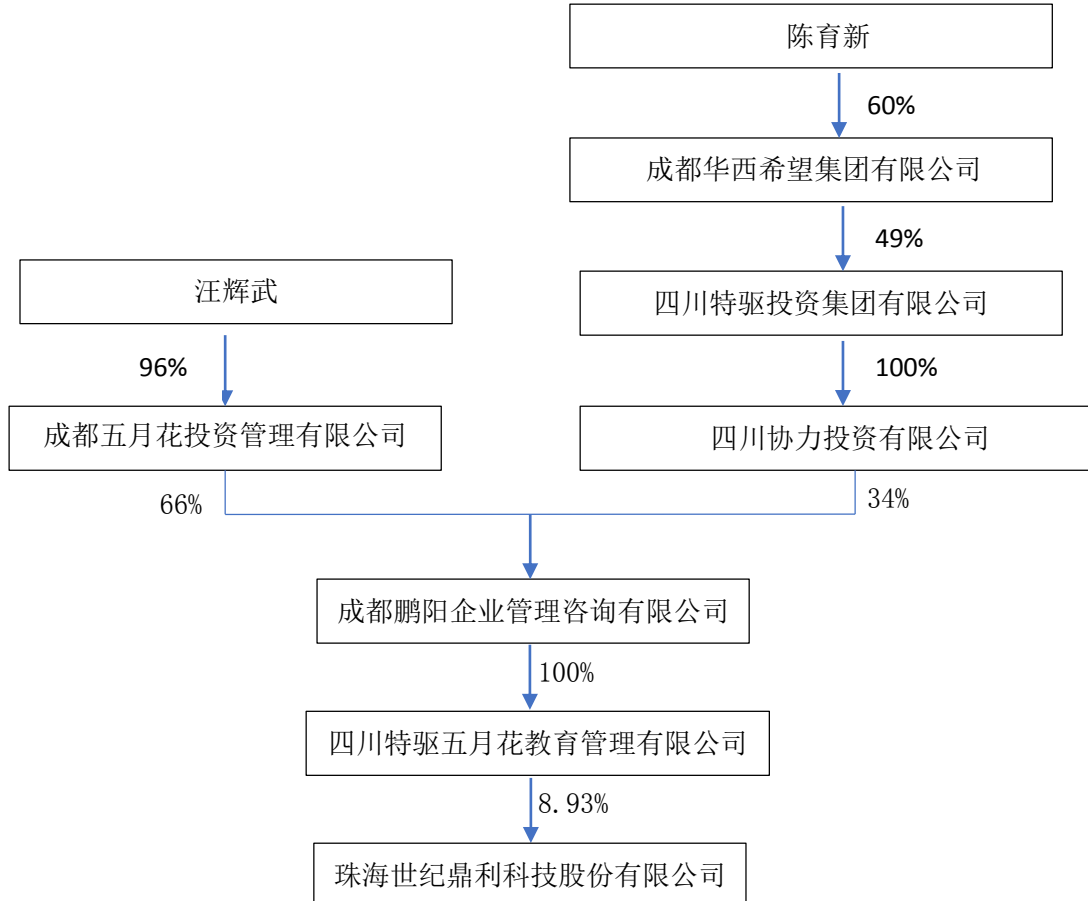 陈育新
60%
成都华西希望集团有限公司
49%
汪辉武
四川特驱投资集团有限公司
96%
100%
成都五月花投资管理有限公司
四川协力投资有限公司
66%
34%
成都鹏阳企业管理咨询有限公司
100%
四川特驱五月花教育管理有限公司
8.93%
珠海世纪鼎利科技股份有限公司